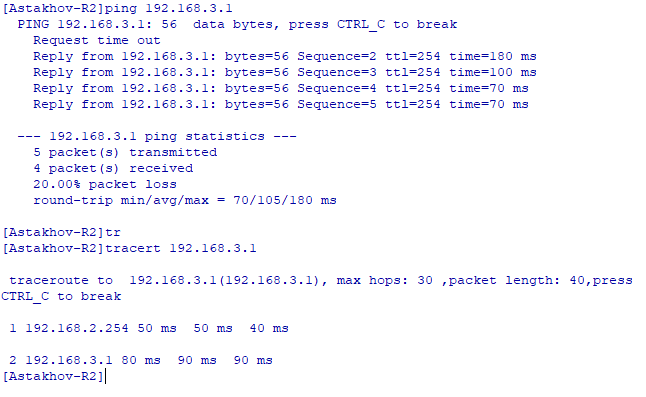 [Astakhov-R2]ping 192.168.3.1
PING 192.168.3.1: 56  data bytes, press CTRL_C to break
Request time out
Reply from 192.168.3.1: bytes=56 Sequence=2 ttl=254 time=180 ms
Reply from 192.168.3.1: bytes=56 Sequence=3 ttl=254 time=100 ms
Reply from 192.168.3.1: bytes=56 Sequence=4 ttl=254 time=70 ms
Reply from 192.168.3.1: bytes=56 Sequence=5 ttl=254 time=70 ms
--- 192.168.3.1 ping statistics ---
5 packet(s) transmitted
4 packet(s) received
20.00% packet loss
round-trip min/avg/max = 70/105/180 ms
[Astakhov-R2]tr
[Astakhov-R2]tracert 192.168.3.1
traceroute to  192.168.3.1(192.168.3.1), max hops: 30 ,packet length: 40,press
CTRL_C to break
1 192.168.2.254 50 ms  50 ms  40 ms
2 192.168.3.1 80 ms  90 ms  90 ms
[Astakhov-R2]